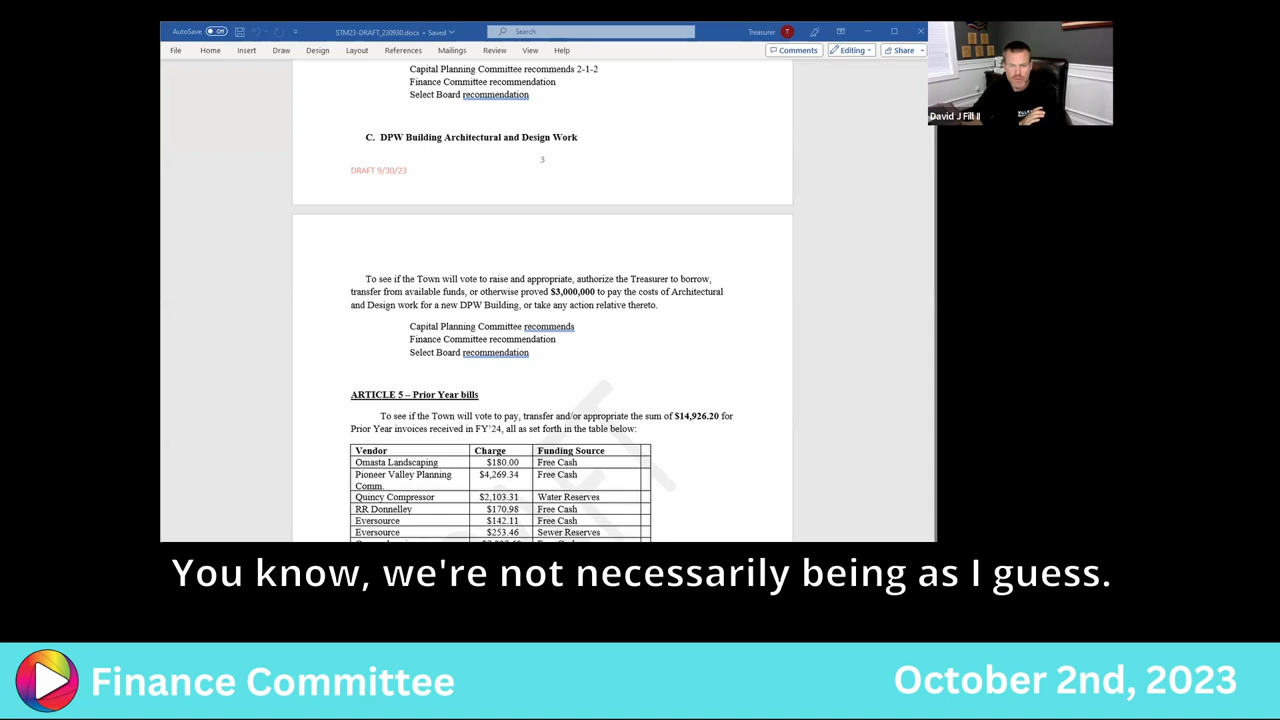 AutoSave Off STM23-DRAFT_230930.docx • Saved Search Treasurer T
File Home Insert Draw Design Layout References Mailings Review View Help Comments Editing Share
Capital Planning Committee recommends 2-1-2
Finance Committee recommendation
Select Board recommendation
C. DPW Building Architectural and Design Work
3
DRAFT 9/30/23
David J Fill II
To see if the Town will vote to raise and appropriate, authorize the Treasurer to borrow,
transfer from available funds, or otherwise proved $3,000,000 to pay the costs of Architectural
and Design work for a new DPW Building, or take any action relative thereto.
Capital Planning Committee recommends
Finance Committee recommendation
Select Board recommendation
ARTICLE 5 – Prior Year bills
To see if the Town will vote to pay, transfer and/or appropriate the sum of $14,926.20 for
Prior Year invoices received in FY'24, all as set forth in the table below:
Vendor Charge Funding Source
Omasta Landscaping $180.00 Free Cash
Pioneer Valley Planning $4,269.34 Free Cash
Comm.
Quincy Compressor $2,103.31 Water Reserves
RR Donnelley $170.98 Free Cash
Eversource $142.11 Free Cash
Eversource $253.46 Sewer Reserves
You know, we're not necessarily being as I guess.
Finance Committee
October 2nd, 2023